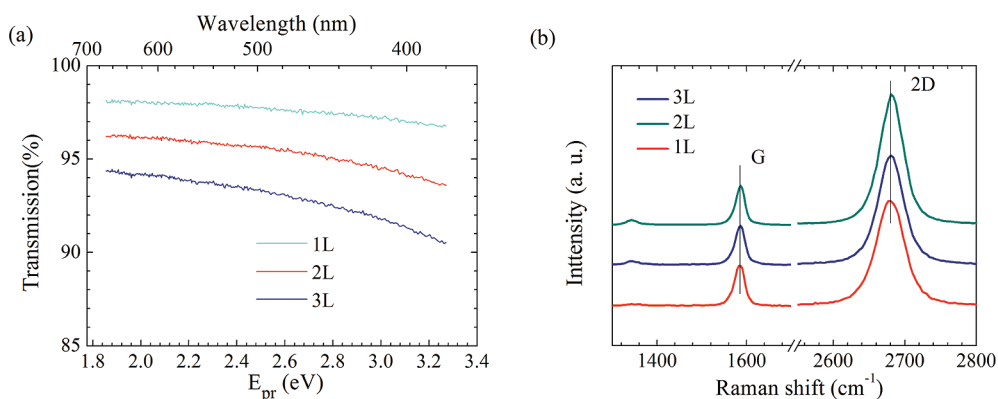 (a)
Wavelength (nm)
700 600 500 400
100
95
90
85
Transmission(%)
1L
2L
3L
1.8 2.0 2.2 2.4 2.6 2.8 3.0 3.2 3.4
Epr (eV)
(b)
3L
2L
1L
G
2D
Inttensity (a. u.)
1400 1600 2600 2700 2800
Raman shift (cm-1)